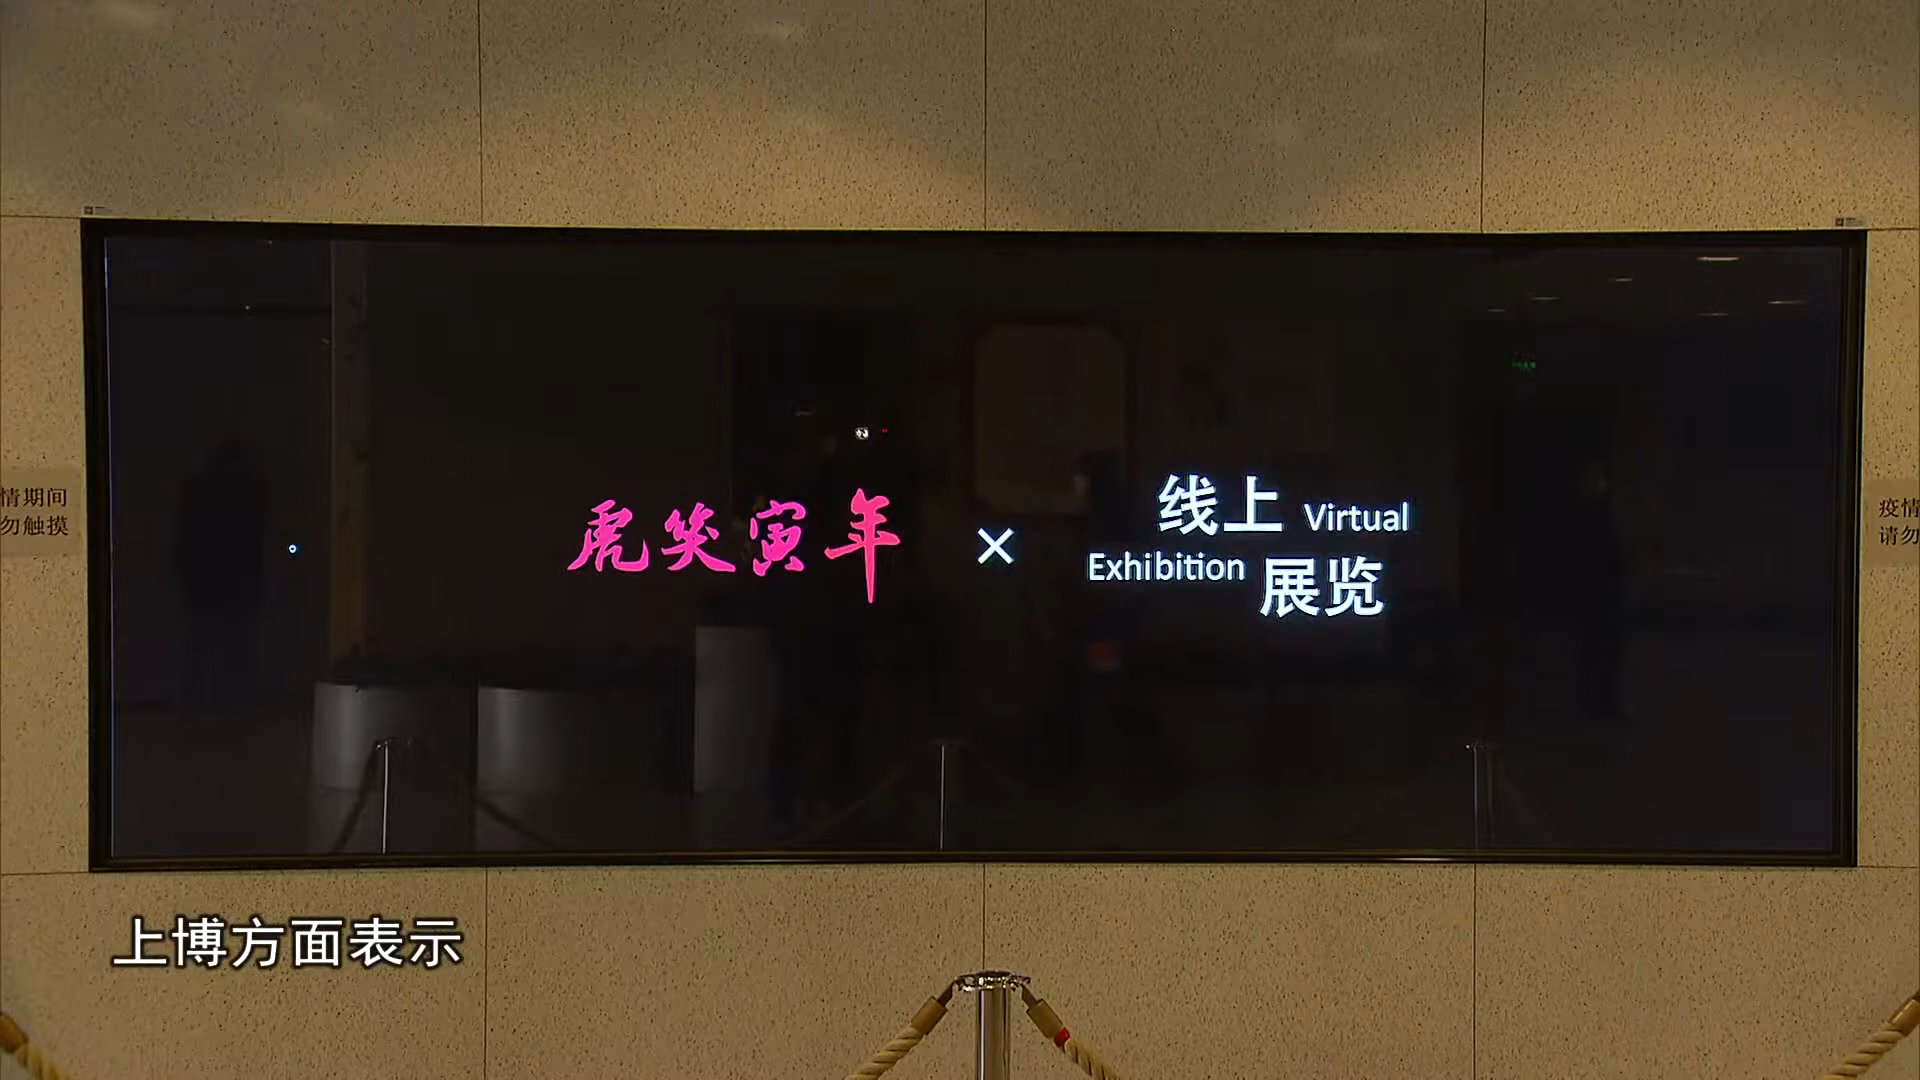 虎笑寅年 × 线上 Virtual
Exhibition 展览
情期间
勿触摸
疫情
请勿
上博方面表示